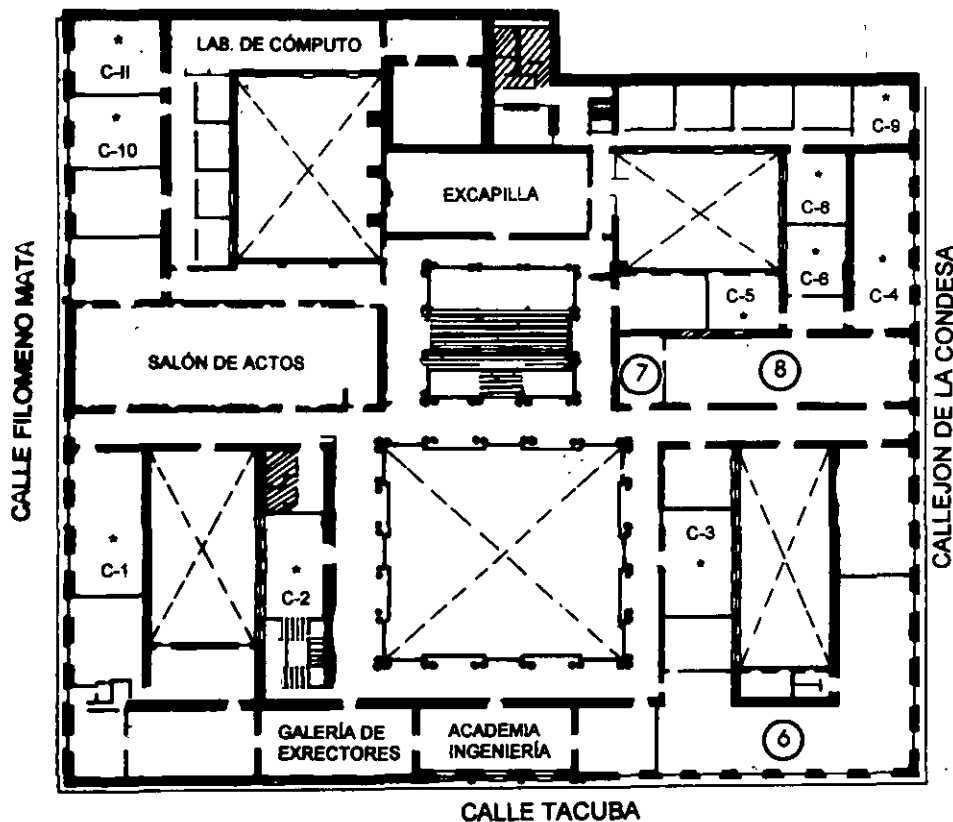 *
C-11
LAB. DE CÓMPUTO
*
C-10
EXCAPILLA
*
C-9
*
C-8
*
C-6
C-5
*
*
C-4
SALÓN DE ACTOS
7
8
CALLE FILOMENO MATA
CALLEJON DE LA CONDESA
*
C-1
*
C-2
C-3
*
GALERÍA DE
EXRECTORES
ACADEMIA
INGENIERÍA
6
CALLE TACUBA